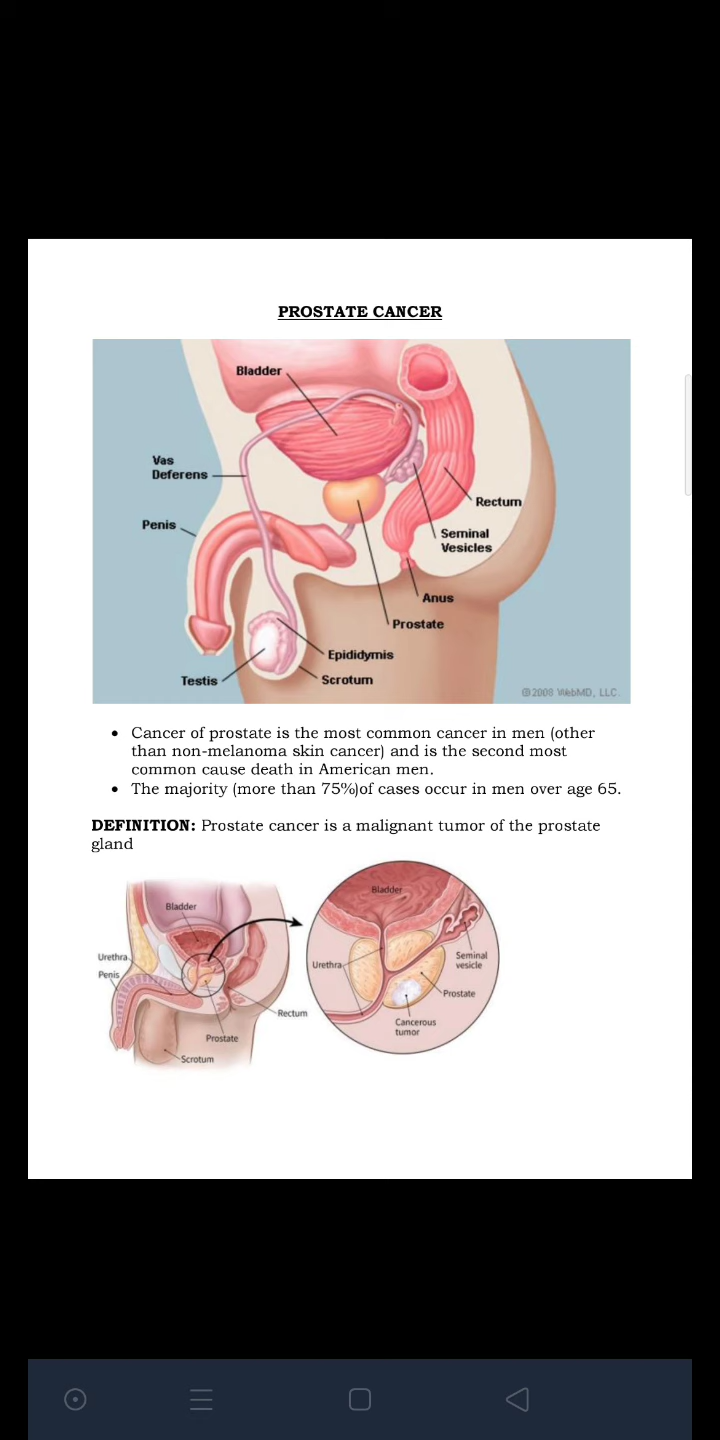 PROSTATE CANCER
Bladder
Vas
Deferens
Penis
Rectum
Seminal
Vesicles
Anus
Prostate
Epididymis
Testis
Scrotum
©2008 WebMD, LLC.
• Cancer of prostate is the most common cancer in men (other
than non-melanoma skin cancer) and is the second most
common cause death in American men.
• The majority (more than 75%)of cases occur in men over age 65.
DEFINITION: Prostate cancer is a malignant tumor of the prostate
gland
Bladder
Urethra
Penis
Rectum
Prostate
Scrotum
Bladder
Urethra
Seminal
vesicle
Prostate
Cancerous
tumor